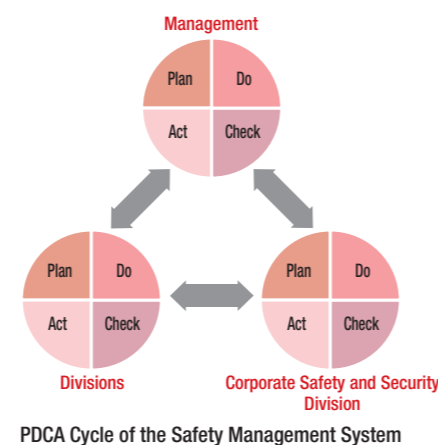 Management
Plan Do
Act Check
Plan Do
Act Check
Divisions
Plan Do
Act Check
Corporate Safety and Security
Division
PDCA Cycle of the Safety Management System